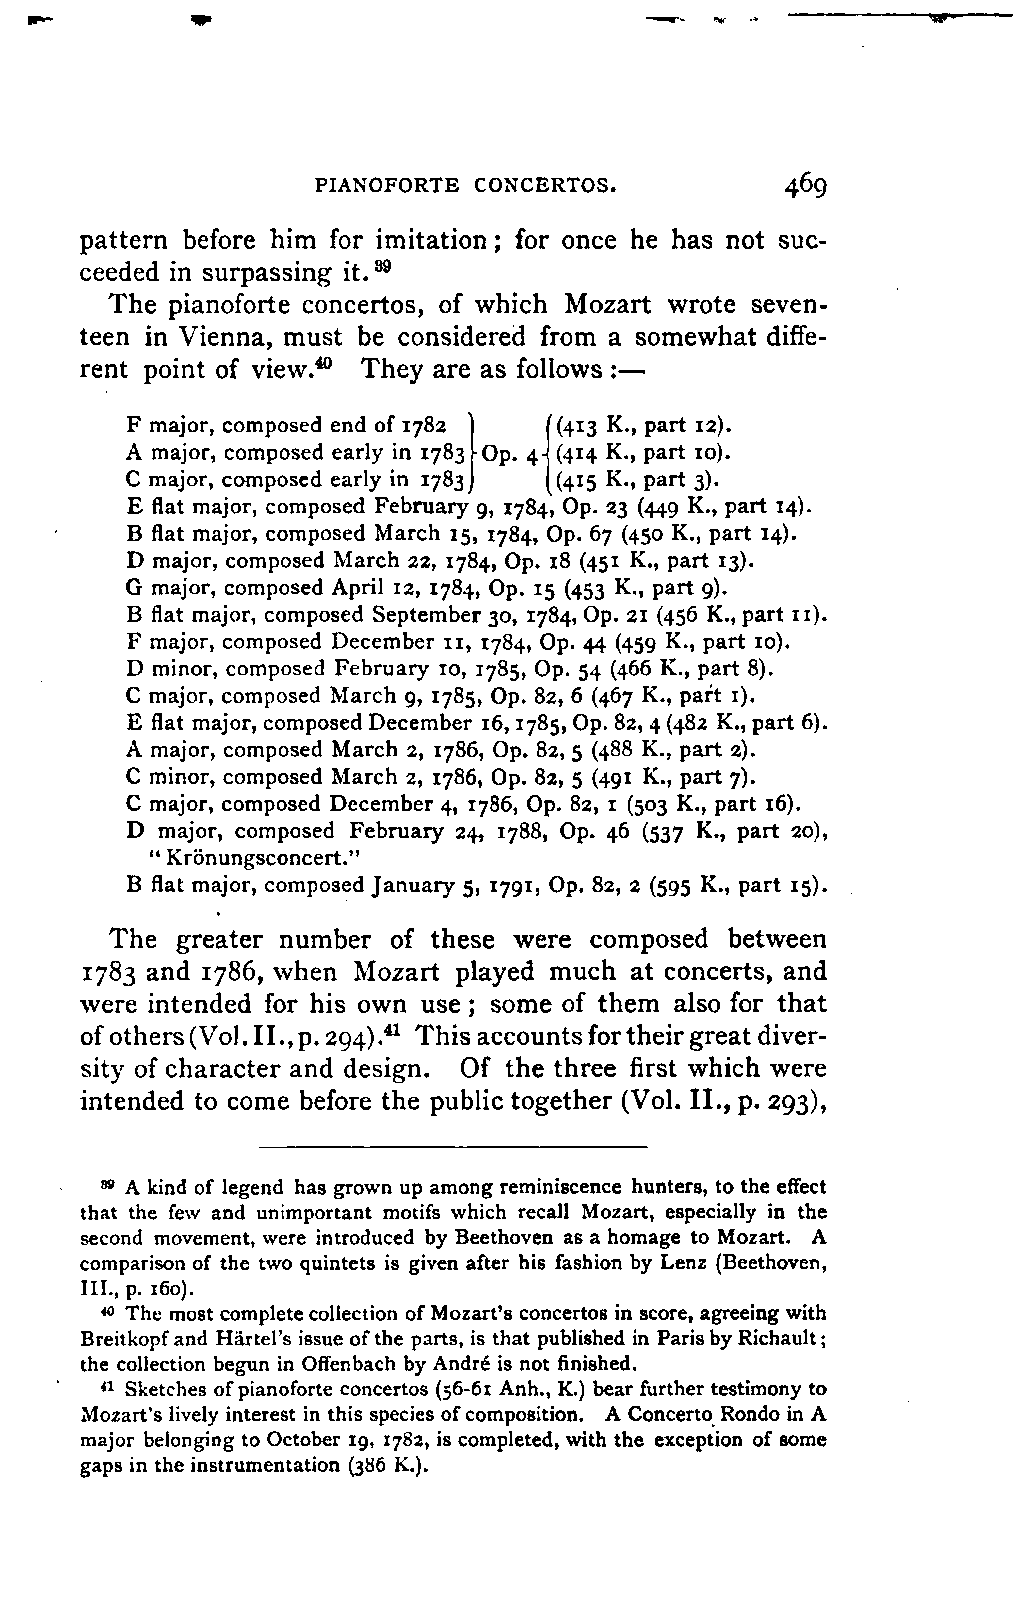 PIANOFORTE CONCERTOS. 469
pattern before him for imitation; for once he has not suc-
ceeded in surpassing it.³⁹
The pianoforte concertos, of which Mozart wrote seven-
teen in Vienna, must be considered from a somewhat diffe-
rent point of view.⁴⁰ They are as follows:—
F major, composed end of 1782 } Op. 4 { (413 K., part 12).
A major, composed early in 1783 } Op. 4 { (414 K., part 10).
C major, composed early in 1783 } Op. 4 { (415 K., part 3).
E flat major, composed February 9, 1784, Op. 23 (449 K., part 14).
B flat major, composed March 15, 1784, Op. 67 (450 K., part 14).
D major, composed March 22, 1784, Op. 18 (451 K., part 13).
G major, composed April 12, 1784, Op. 15 (453 K., part 9).
B flat major, composed September 30, 1784, Op. 21 (456 K., part 11).
F major, composed December 11, 1784, Op. 44 (459 K., part 10).
D minor, composed February 10, 1785, Op. 54 (466 K., part 8).
C major, composed March 9, 1785, Op. 82, 6 (467 K., part 1).
E flat major, composed December 16, 1785, Op. 82, 4 (482 K., part 6).
A major, composed March 2, 1786, Op. 82, 5 (488 K., part 2).
C minor, composed March 2, 1786, Op. 82, 5 (491 K., part 7).
C major, composed December 4, 1786, Op. 82, 1 (503 K., part 16).
D major, composed February 24, 1788, Op. 46 (537 K., part 20),
"Krönungsconcert."
B flat major, composed January 5, 1791, Op. 82, 2 (595 K., part 15).
The greater number of these were composed between
1783 and 1786, when Mozart played much at concerts, and
were intended for his own use; some of them also for that
of others (Vol. II., p. 294).⁴¹ This accounts for their great diver-
sity of character and design. Of the three first which were
intended to come before the public together (Vol. II., p. 293),
³⁹ A kind of legend has grown up among reminiscence hunters, to the effect
that the few and unimportant motifs which recall Mozart, especially in the
second movement, were introduced by Beethoven as a homage to Mozart. A
comparison of the two quintets is given after his fashion by Lenz (Beethoven,
III., p. 160).
⁴⁰ The most complete collection of Mozart's concertos in score, agreeing with
Breitkopf and Härtel's issue of the parts, is that published in Paris by Richault;
the collection begun in Offenbach by André is not finished.
⁴¹ Sketches of pianoforte concertos (56-61 Anh., K.) bear further testimony to
Mozart's lively interest in this species of composition. A Concerto Rondo in A
major belonging to October 19, 1782, is completed, with the exception of some
gaps in the instrumentation (386 K.).